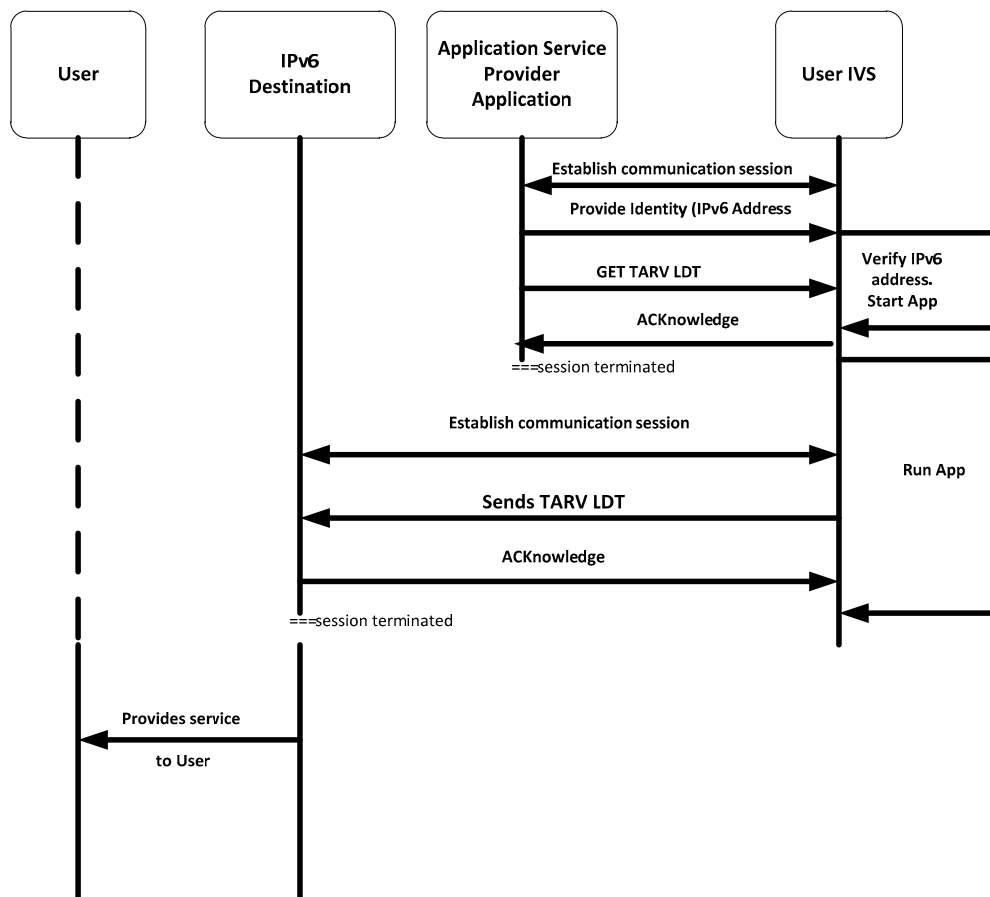 User
IPv6
Destination
Application Service
Provider
Application
User IVS
Establish communication session
Provide Identity (IPv6 Address
Verify IPv6
address.
Start App
GET TARV LDT
ACKnowledge
===session terminated
Establish communication session
Run App
Sends TARV LDT
ACKnowledge
===session terminated
Provides service
to User